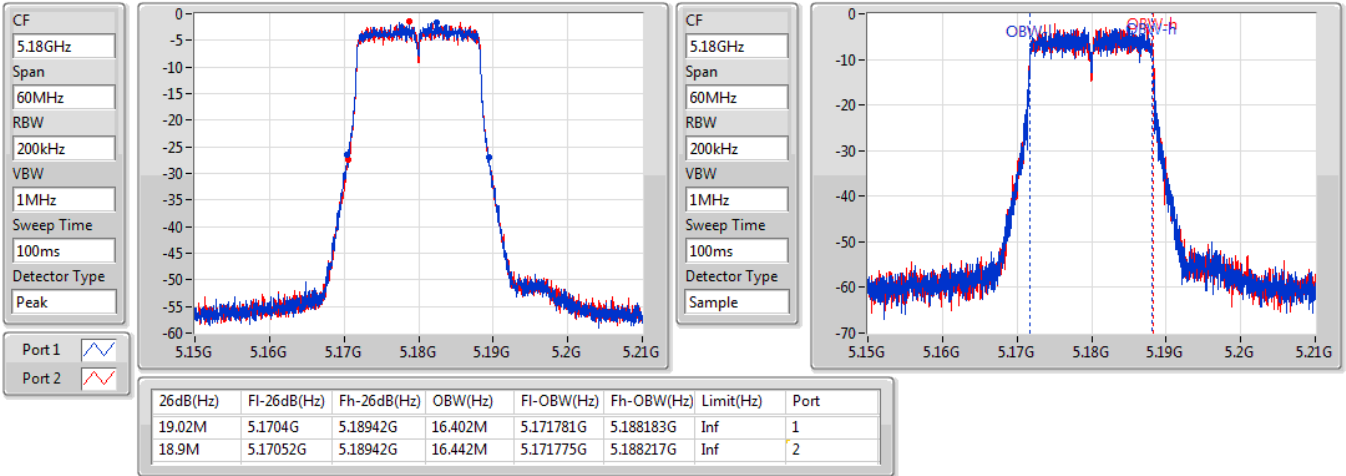 CF
5.18GHz
Span
60MHz
RBW
200kHz
VBW
1MHz
Sweep Time
100ms
Detector Type
Peak
Port 1
Port 2
0
-5
-10
-15
-20
-25
-30
-35
-40
-45
-50
-55
-60
5.15G 5.16G 5.17G 5.18G 5.19G 5.2G 5.21G
CF
5.18GHz
Span
60MHz
RBW
200kHz
VBW
1MHz
Sweep Time
100ms
Detector Type
Sample
0
-10
-20
-30
-40
-50
-60
-70
OBW-h
OBW-h
5.15G 5.16G 5.17G 5.18G 5.19G 5.2G 5.21G
26dB(Hz) Fl-26dB(Hz) Fh-26dB(Hz) OBW(Hz) Fl-OBW(Hz) Fh-OBW(Hz) Limit(Hz) Port
19.02M 5.1704G 5.18942G 16.402M 5.171781G 5.188183G Inf 1
18.9M 5.17052G 5.18942G 16.442M 5.171775G 5.188217G Inf 2